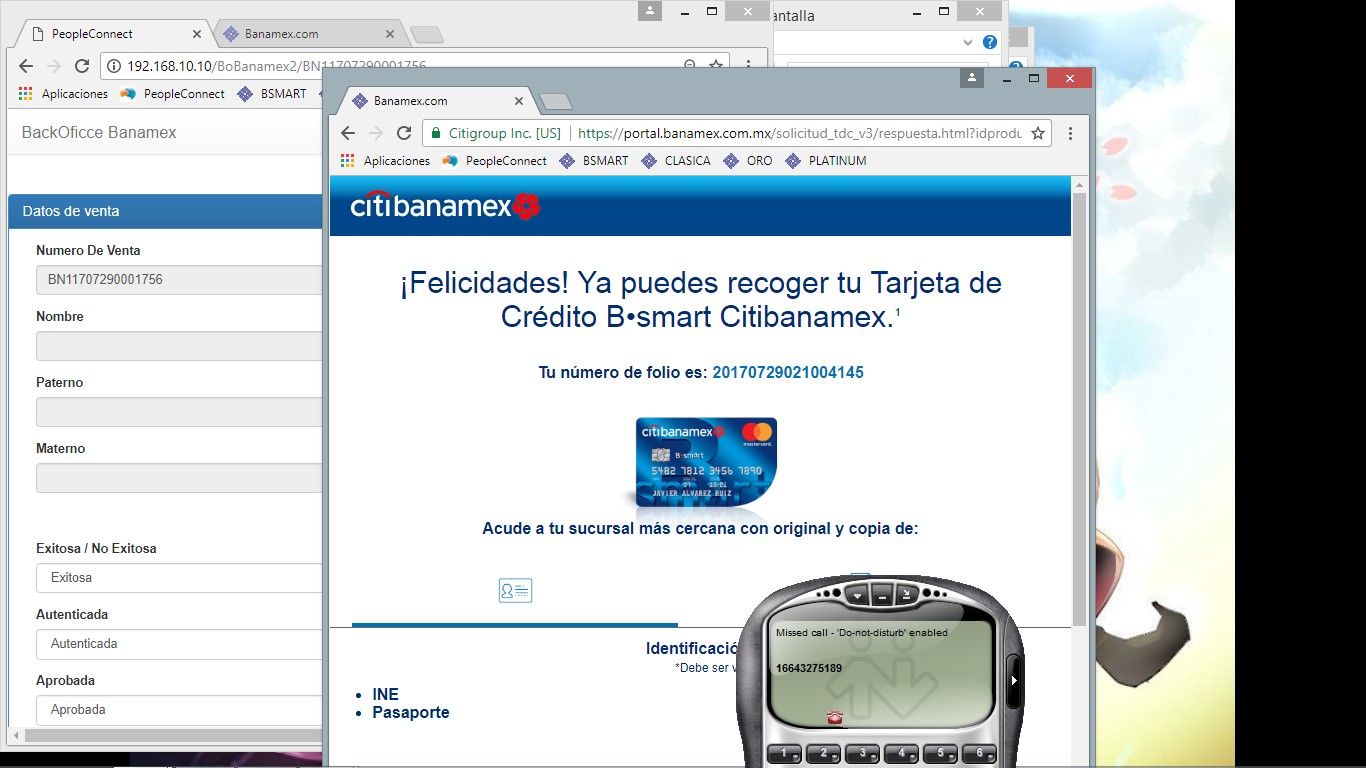 PeopleConnect
Banamex.com
antalla
192.168.10.10/BoBanamex2/BN11707290001756
Aplicaciones
PeopleConnect
BSMART
BackOficce Banamex
Datos de venta
Numero De Venta
BN11707290001756
Nombre
Paterno
Materno
Exitosa / No Exitosa
Exitosa
Autenticada
Autenticada
Aprobada
Aprobada
Banamex.com
Citigroup Inc. [US]
https://portal.banamex.com.mx/solicitud_tdc_v3/respuesta.html?idprodu
Aplicaciones
PeopleConnect
BSMART
CLASICA
ORO
PLATINUM
citibanamex
¡Felicidades! Ya puedes recoger tu Tarjeta de
Crédito B•smart Citibanamex.¹
Tu número de folio es: 20170729021004145
citibanamex
mastercard
B•smart
5482 7812 3456 7890
JAVIER ALVAREZ RUIZ
Acude a tu sucursal más cercana con original y copia de:
Identificació
*Debe ser v
• INE
• Pasaporte
Missed call - 'Do-not-disturb' enabled
16643275189
1 2 3 4 5 6